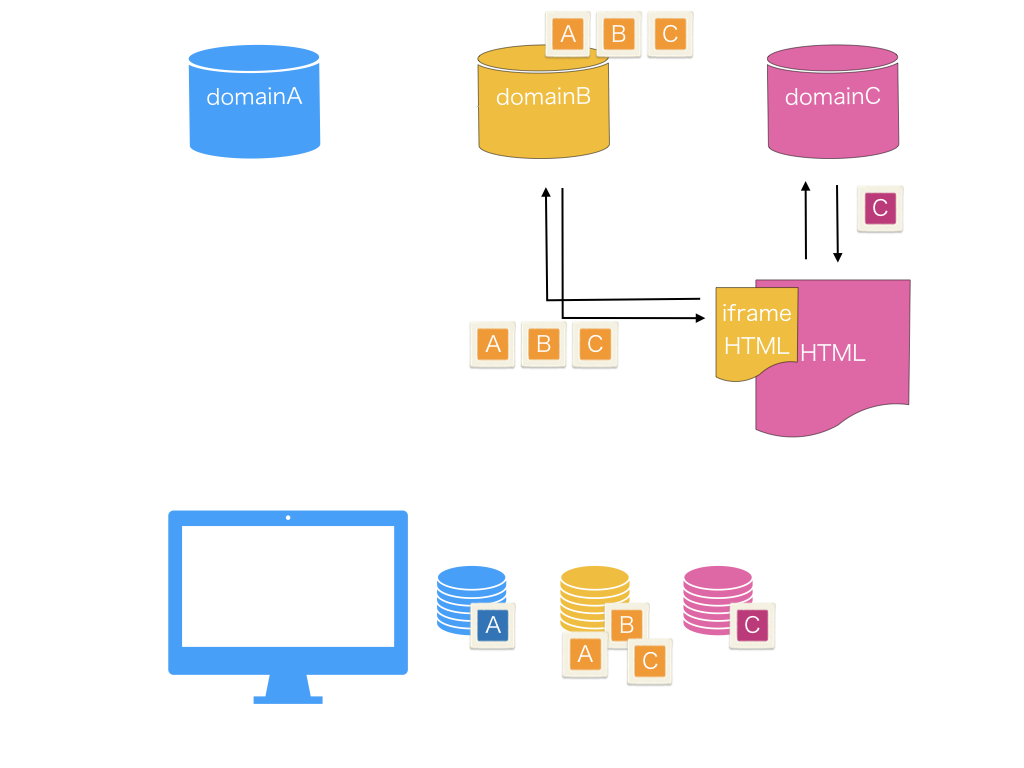 A B C
domainA
domainB
domainC
C
iframe
HTML
HTML
A B C
A
B
C
A
C